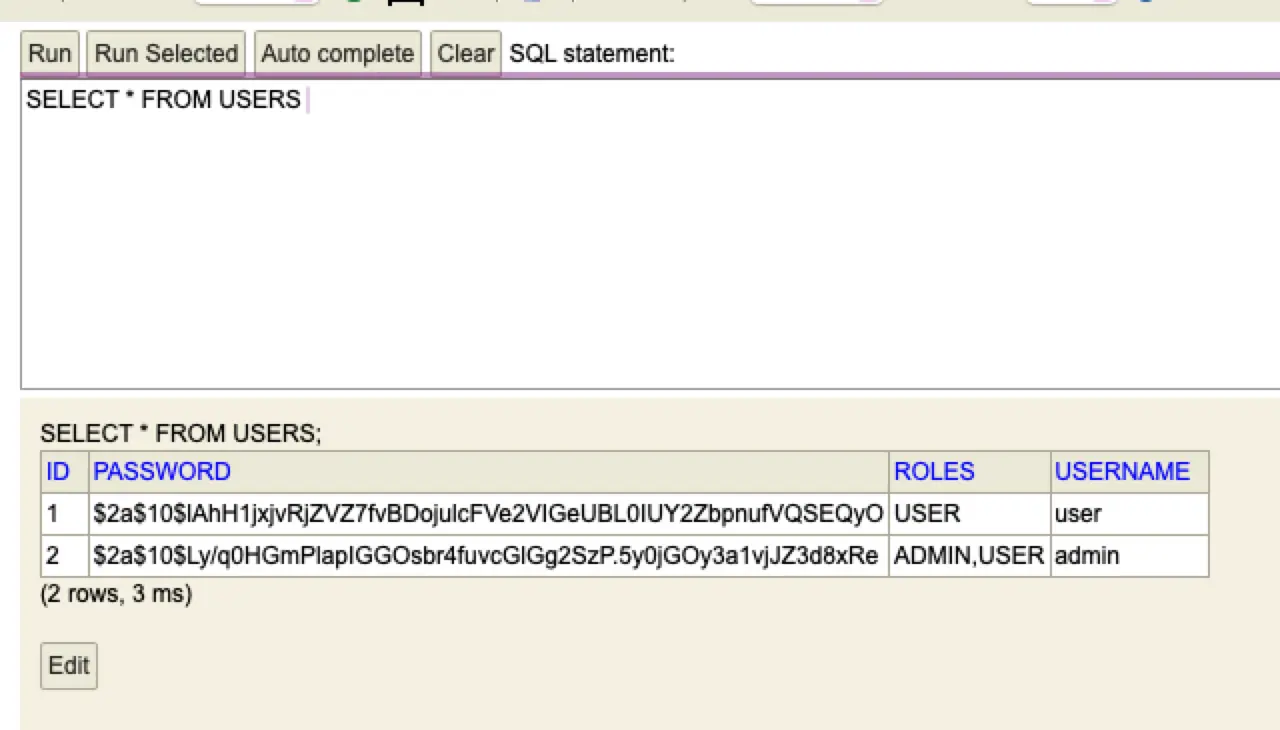 Run Run Selected Auto complete Clear SQL statement:
SELECT * FROM USERS
SELECT * FROM USERS;
ID PASSWORD ROLES USERNAME
1 $2a$10$lAhH1jxjvRjZVZ7fvBDojulcFVe2VIGeUBL0IUY2ZbpnufVQSEQyO USER user
2 $2a$10$Ly/q0HGmPlapIGGOsbr4fuvcGlGg2SzP.5y0jGOy3a1vjJZ3d8xRe ADMIN,USER admin
(2 rows, 3 ms)
Edit